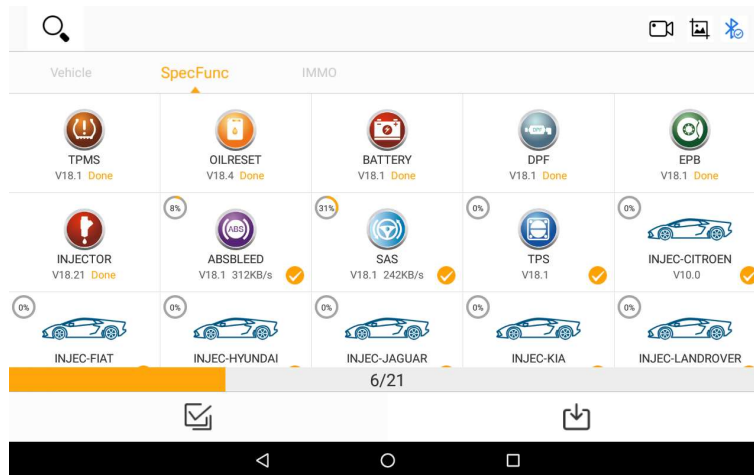 Vehicle SpecFunc IMMO
TPMS
V18.1 Done
OILRESET
V18.4 Done
BATTERY
V18.1 Done
DPF
DPF
V18.1 Done
EPB
V18.1 Done
INJECTOR
V18.21 Done
8%
ABS
ABSBLEED
V18.1 312KB/s
31%
SAS
V18.1 242KB/s
0%
TPS
V18.1
0%
INJEC-CITROEN
V10.0
0%
INJEC-FIAT
0%
INJEC-HYUNDAI
0%
INJEC-JAGUAR
0%
INJEC-KIA
0%
INJEC-LANDROVER
6/21